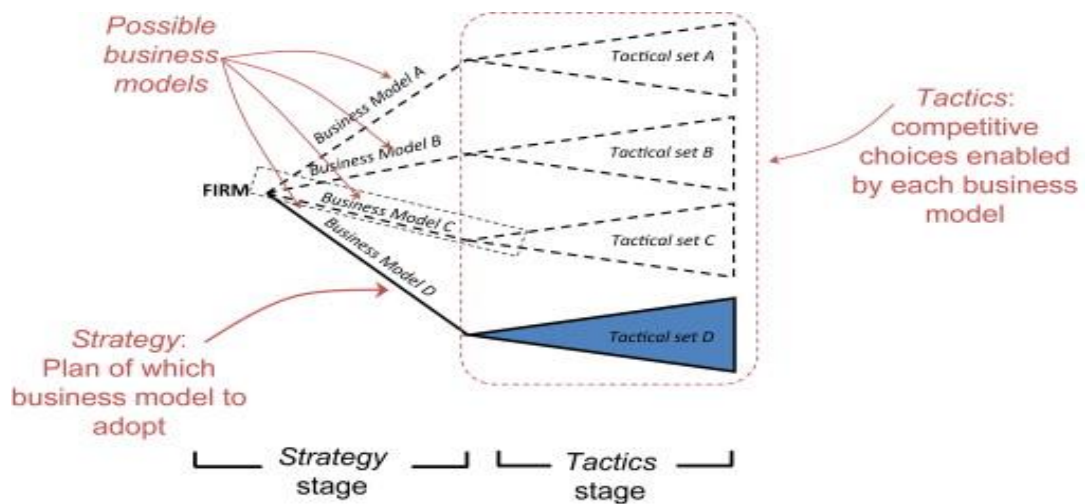 Possible
business
models
Business Model A
Business Model B
Business Model C
Business Model D
FIRM
Tactical set A
Tactical set B
Tactical set C
Tactical set D
Tactics:
competitive
choices enabled
by each business
model
Strategy:
Plan of which
business model to
adopt
Strategy
stage
Tactics
stage